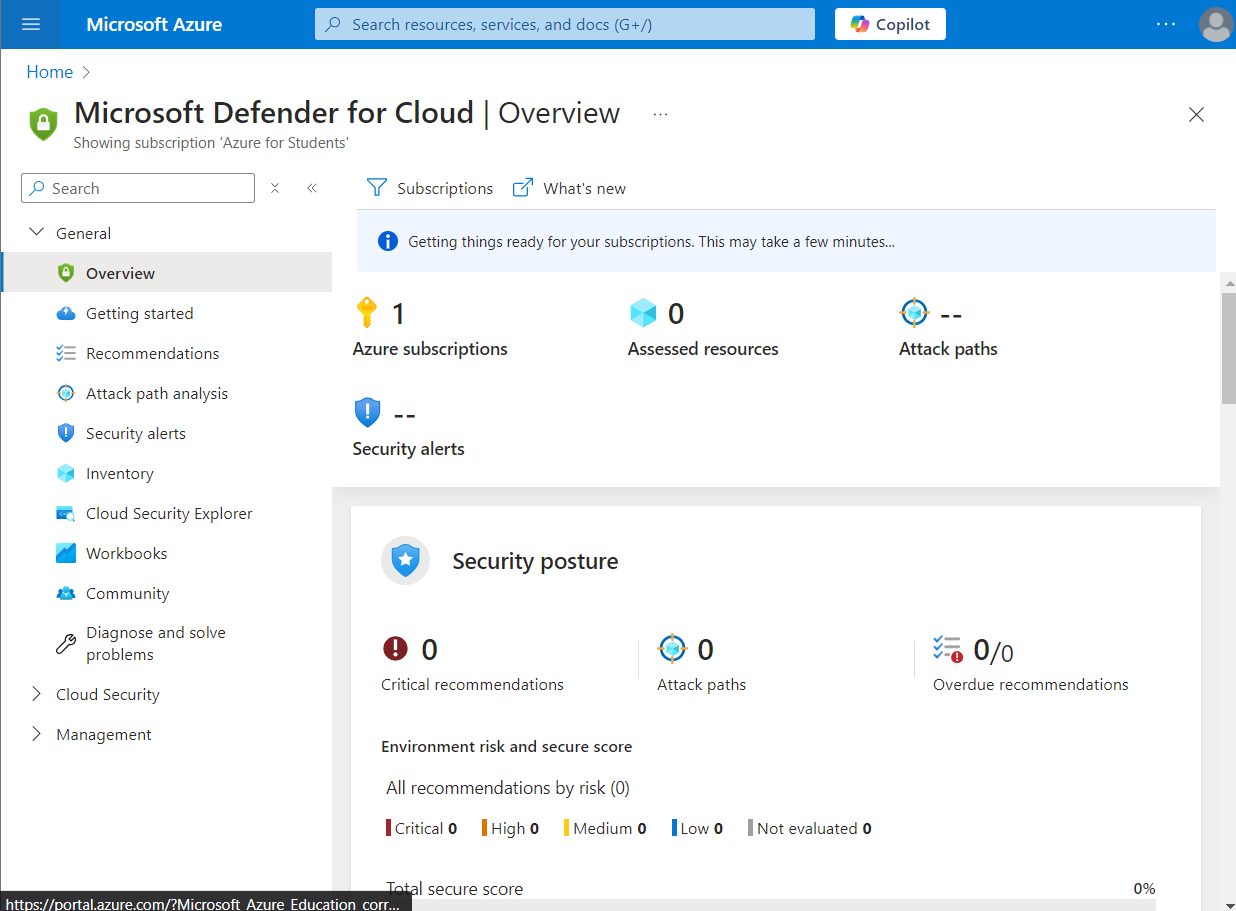 Microsoft Azure
Search resources, services, and docs (G+/)
Copilot
Home
Microsoft Defender for Cloud | Overview
Showing subscription 'Azure for Students'
Search
Subscriptions
What's new
General
Overview
Getting started
Recommendations
Attack path analysis
Security alerts
Inventory
Cloud Security Explorer
Workbooks
Community
Diagnose and solve
problems
Cloud Security
Management
Getting things ready for your subscriptions. This may take a few minutes...
1
Azure subscriptions
0
Assessed resources
--
Attack paths
--
Security alerts
Security posture
0
Critical recommendations
0
Attack paths
0/0
Overdue recommendations
Environment risk and secure score
All recommendations by risk (0)
Critical 0 High 0 Medium 0 Low 0 Not evaluated 0
Total secure score 0%
https://portal.azure.com/?Microsoft_Azure_Education_corr...